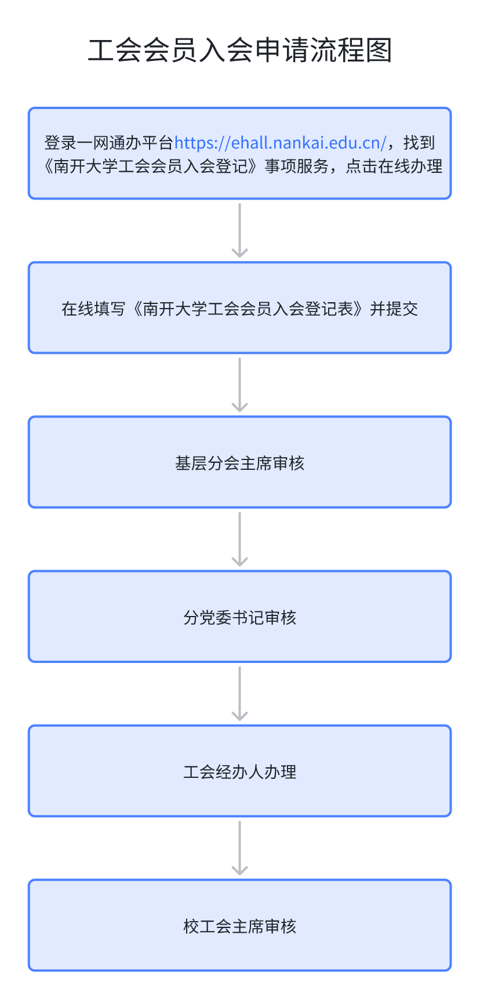 工会会员入会申请流程图
登录一网通办平台https://ehall.nankai.edu.cn/，找到
《南开大学工会会员入会登记》事项服务，点击在线办理
在线填写《南开大学工会会员入会登记表》并提交
基层分会主席审核
分党委书记审核
工会经办人办理
校工会主席审核